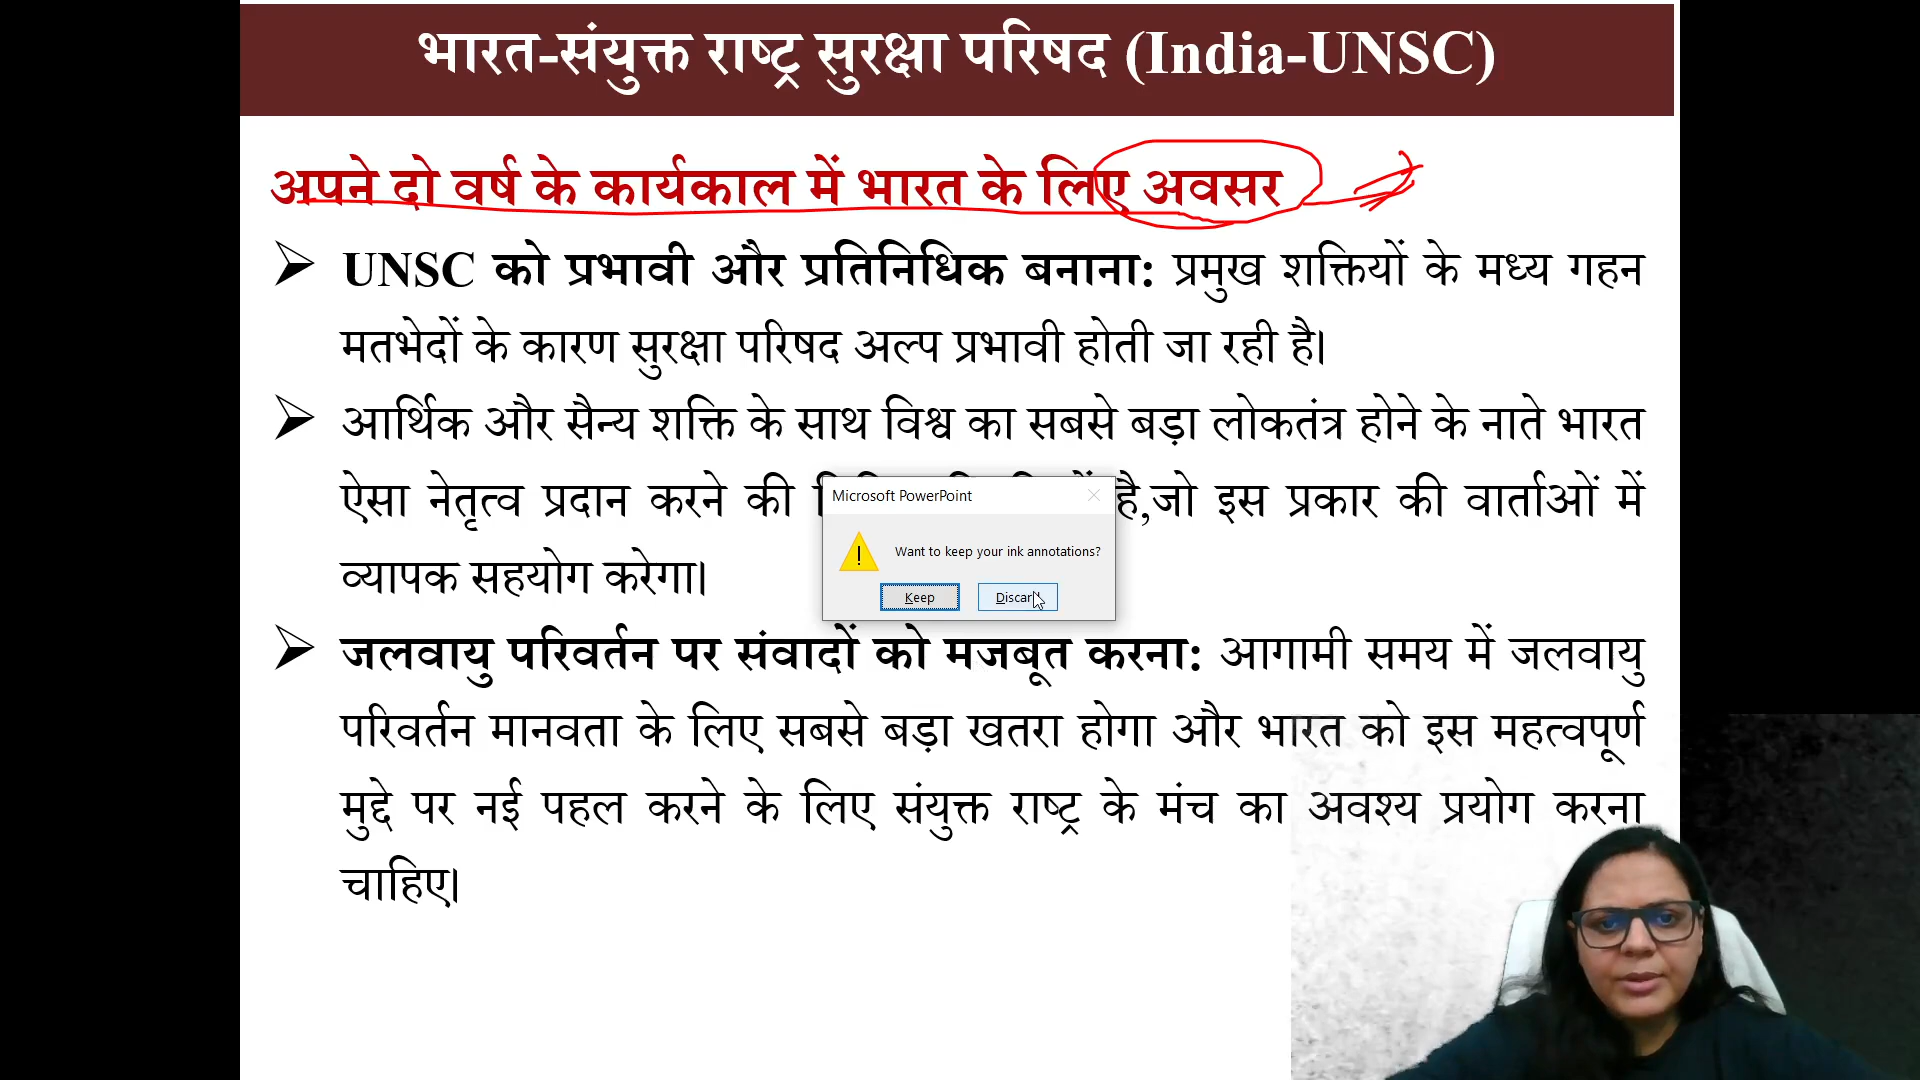 भारत-संयुक्त राष्ट्र सुरक्षा परिषद (India-UNSC)
अपने दो वर्ष के कार्यकाल में भारत के लिए अवसर
➢ UNSC को प्रभावी और प्रतिनिधिक बनाना: प्रमुख शक्तियों के मध्य गहन
मतभेदों के कारण सुरक्षा परिषद अल्प प्रभावी होती जा रही है।
➢ आर्थिक और सैन्य शक्ति के साथ विश्व का सबसे बड़ा लोकतंत्र होने के नाते भारत
ऐसा नेतृत्व प्रदान करने की है,जो इस प्रकार की वार्ताओं में
व्यापक सहयोग करेगा।
Microsoft PowerPoint
Want to keep your ink annotations?
Keep Discard
➢ जलवायु परिवर्तन पर संवादों को मजबूत करना: आगामी समय में जलवायु
परिवर्तन मानवता के लिए सबसे बड़ा खतरा होगा और भारत को इस महत्वपूर्ण
मुद्दे पर नई पहल करने के लिए संयुक्त राष्ट्र के मंच का अवश्य प्रयोग करना
चाहिए।